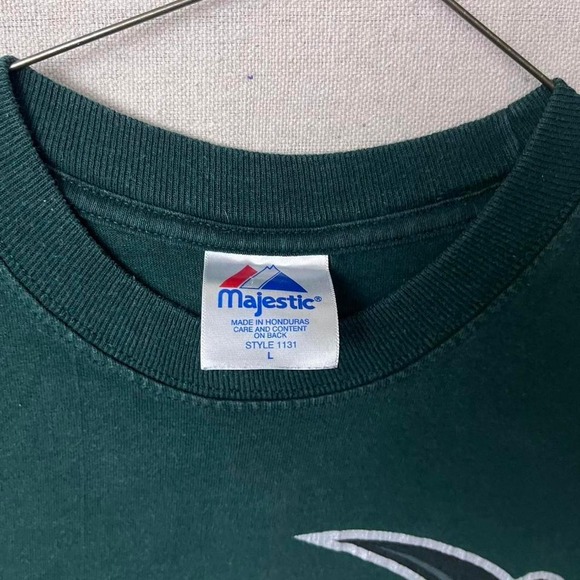 Majestic®
MADE IN HONDURAS
CARE AND CONTENT
ON BACK
STYLE 1131
L